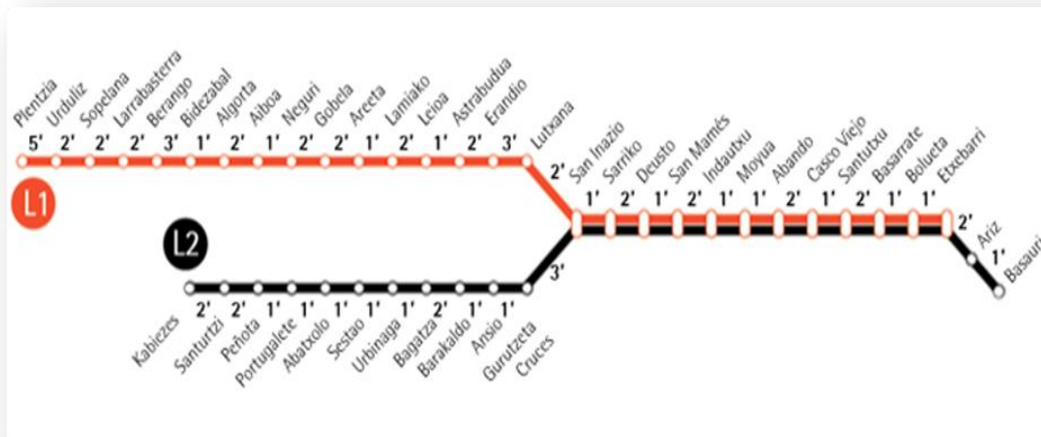 Plentzia
Urduliz
Sopelana
Larrabasterra
Berango
Bidezabal
Algorta
Aiboa
Neguri
Gobela
Areeta
Lamiako
Leioa
Astrabudua
Erandio
Lutxana
5' 2' 2' 2' 3' 1' 2' 1' 2' 2' 1' 2' 1' 2' 3'
2'
L1
San Inazio
Sarriko
Deusto
San Mamés
Indautxu
Moyua
Abando
Casco Viejo
Santutxu
Basarrate
Bolueta
Etxebarri
1' 2' 1' 2' 1' 1' 2' 1' 2' 1' 1'
2'
Ariz
1'
Basauri
L2
3'
2' 2' 1' 1' 1' 1' 1' 2' 1' 1'
Kabiezes
Santurtzi
Peñota
Portugalete
Abatxolo
Sestao
Urbinaga
Bagatza
Barakaldo
Ansio
Gurutzeta
Cruces